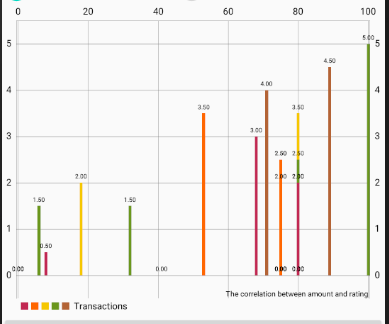 0 20 40 60 80 100
5.00
5 5
4.50
4 4.00 4
3.50 3.50
3 3.00 3
2.50 2.50
2 2.00 2.00 2.00 2
1.50 1.50
1 1
0.50
0 0.00 0.00 0.00 0.00 0
The correlation between amount and rating
Transactions